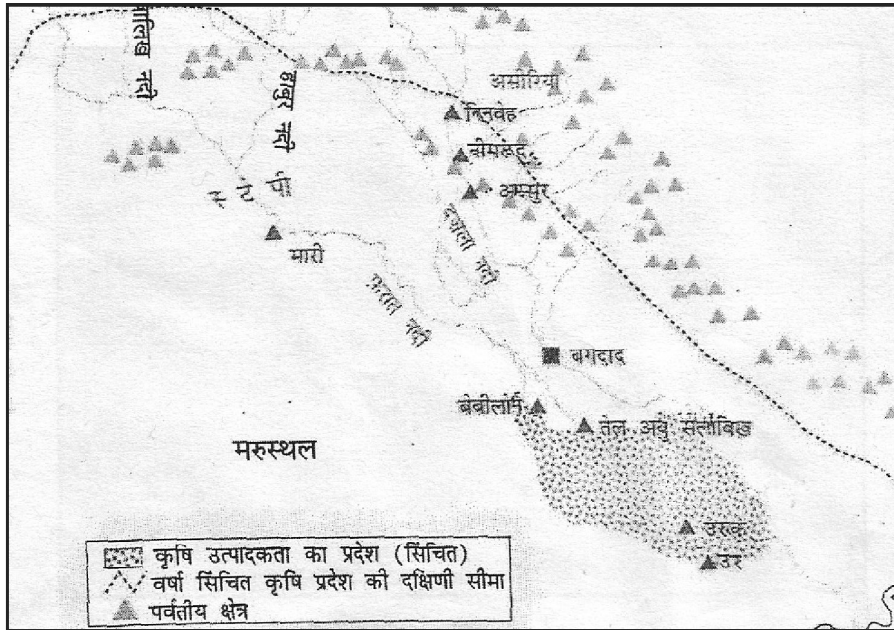 बालिख नदी
हाबुर नदी
असीरिया
निनवेह
नीमरूद
अस्सुर
स्टेपी
दजला नदी
मारी
फ़रात नदी
बगदाद
बेबीलोन
तेल अबु सलाबिख
मरुस्थल
उरुक
उर
कृषि उत्पादकता का प्रदेश (सिंचित)
वर्षा सिंचित कृषि प्रदेश की दक्षिणी सीमा
पर्वतीय क्षेत्र